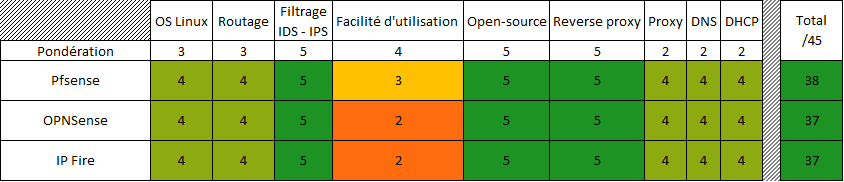 OS Linux Routage Filtrage IDS - IPS Facilité d'utilisation Open-source Reverse proxy Proxy DNS DHCP Total /45
Pondération 3 3 5 4 5 5 2 2 2
Pfsense 4 4 5 3 5 5 4 4 4 38
OPNSense 4 4 5 2 5 5 4 4 4 37
IP Fire 4 4 5 2 5 5 4 4 4 37